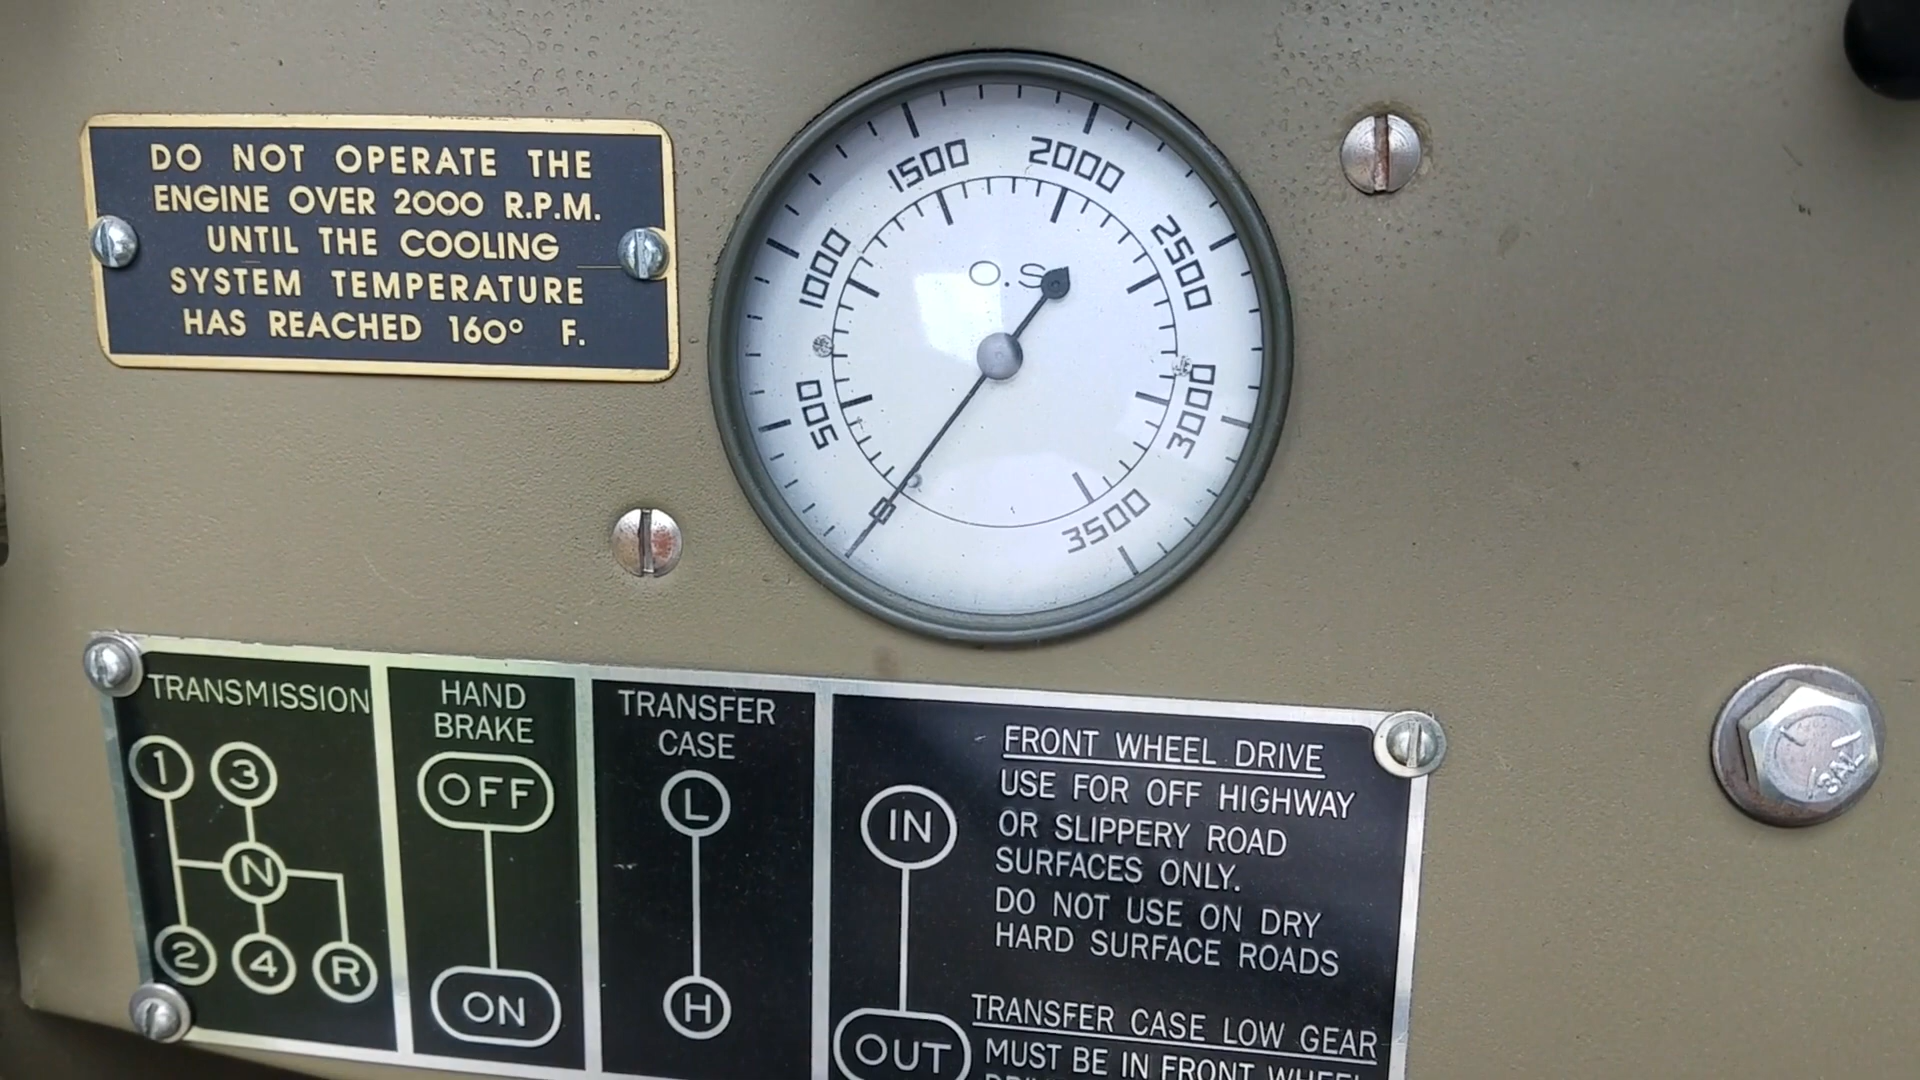 DO NOT OPERATE THE
ENGINE OVER 2000 R.P.M.
UNTIL THE COOLING
SYSTEM TEMPERATURE
HAS REACHED 160° F.
0
500
1000
1500
2000
2500
3000
3500
O.S
TRANSMISSION
1 3
N
2 4 R
HAND
BRAKE
OFF
ON
TRANSFER
CASE
L
H
IN
OUT
FRONT WHEEL DRIVE
USE FOR OFF HIGHWAY
OR SLIPPERY ROAD
SURFACES ONLY.
DO NOT USE ON DRY
HARD SURFACE ROADS
TRANSFER CASE LOW GEAR
MUST BE IN FRONT WHEEL